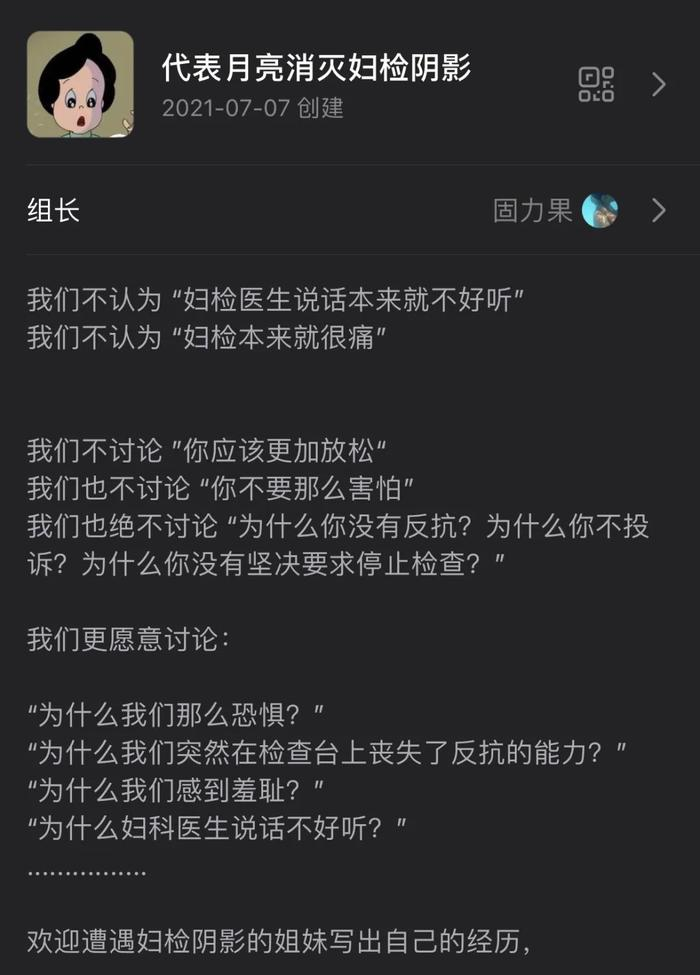 代表月亮消灭妇检阴影
2021-07-07 创建
组长
固力果
我们不认为 “妇检医生说话本来就不好听”
我们不认为 “妇检本来就很痛”
我们不讨论 ”你应该更加放松“
我们也不讨论 “你不要那么害怕”
我们也绝不讨论 “为什么你没有反抗？为什么你不投
诉？为什么你没有坚决要求停止检查？”
我们更愿意讨论：
“为什么我们那么恐惧？”
“为什么我们突然在检查台上丧失了反抗的能力？”
“为什么我们感到羞耻？”
“为什么妇科医生说话不好听？”
................
欢迎遭遇妇检阴影的姐妹写出自己的经历，